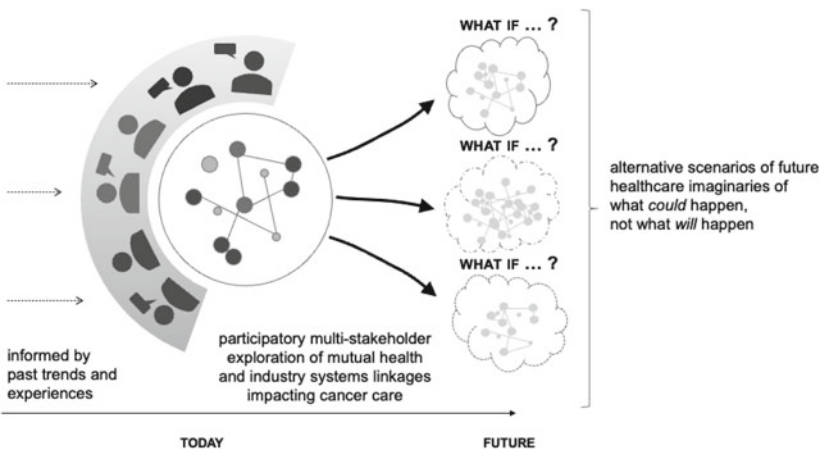 WHAT IF ... ?
WHAT IF ... ?
WHAT IF ... ?
alternative scenarios of future
healthcare imaginaries of
what could happen,
not what will happen
informed by
past trends and
experiences
participatory multi-stakeholder
exploration of mutual health
and industry systems linkages
impacting cancer care
TODAY
FUTURE